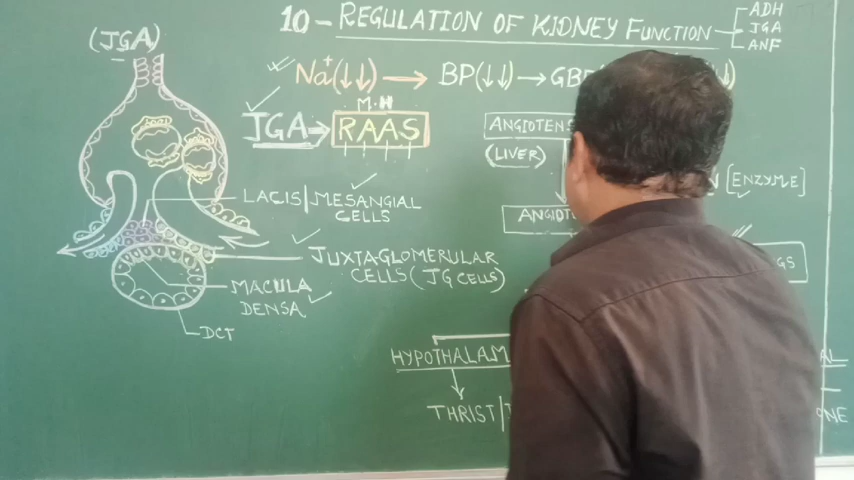 10 - REGULATION OF KIDNEY FUNCTION
ADH
JGA
ANF
(JGA)
Na+(↓↓) → BP(↓↓) → GB
M.H
JGA → RAAS
ANGIOTENS
(LIVER)
[ENZYME]
ANGIOT
GS
LACIS/MESANGIAL
CELLS
JUXTAGLOMERULAR
CELLS (JG CELLS)
MACULA
DENSA
DCT
HYPOTHALAM
AL
THRIST/
ONE